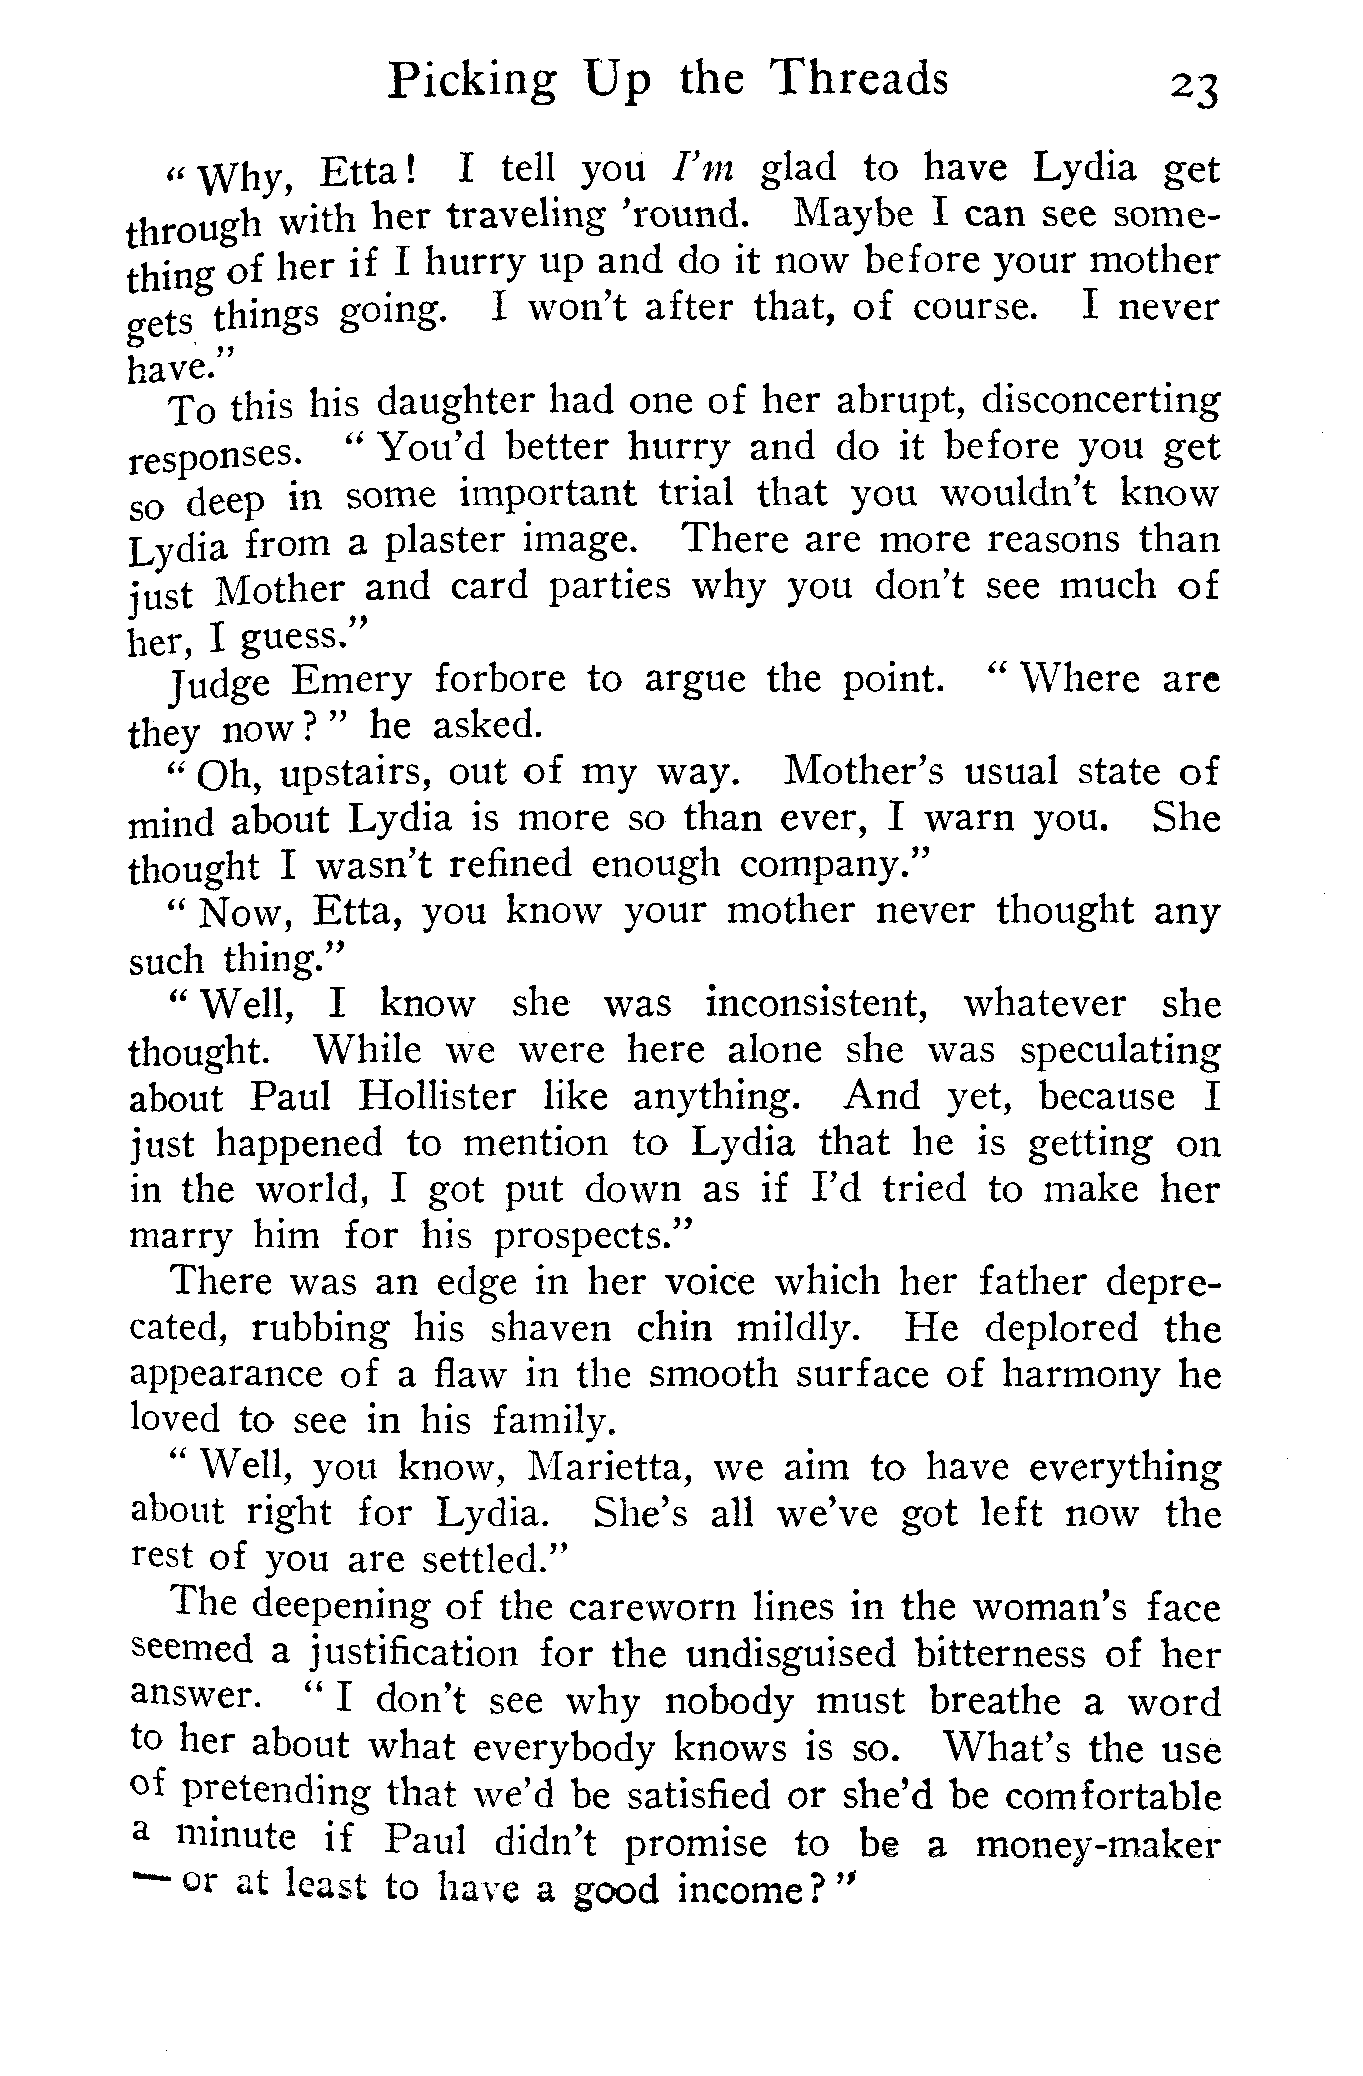 Picking Up the Threads 23
“ Why, Etta! I tell you I’m glad to have Lydia get
through with her traveling ’round. Maybe I can see some-
thing of her if I hurry up and do it now before your mother
gets things going. I won’t after that, of course. I never
have.”
To this his daughter had one of her abrupt, disconcerting
responses. “ You’d better hurry and do it before you get
so deep in some important trial that you wouldn’t know
Lydia from a plaster image. There are more reasons than
just Mother and card parties why you don’t see much of
her, I guess.”
Judge Emery forbore to argue the point. “ Where are
they now? ” he asked.
“ Oh, upstairs, out of my way. Mother’s usual state of
mind about Lydia is more so than ever, I warn you. She
thought I wasn’t refined enough company.”
“ Now, Etta, you know your mother never thought any
such thing.”
“ Well, I know she was inconsistent, whatever she
thought. While we were here alone she was speculating
about Paul Hollister like anything. And yet, because I
just happened to mention to Lydia that he is getting on
in the world, I got put down as if I’d tried to make her
marry him for his prospects.”
There was an edge in her voice which her father depre-
cated, rubbing his shaven chin mildly. He deplored the
appearance of a flaw in the smooth surface of harmony he
loved to see in his family.
“ Well, you know, Marietta, we aim to have everything
about right for Lydia. She’s all we’ve got left now the
rest of you are settled.”
The deepening of the careworn lines in the woman’s face
seemed a justification for the undisguised bitterness of her
answer. “ I don’t see why nobody must breathe a word
to her about what everybody knows is so. What’s the use
of pretending that we’d be satisfied or she’d be comfortable
a minute if Paul didn’t promise to be a money-maker
— or at least to have a good income? ”